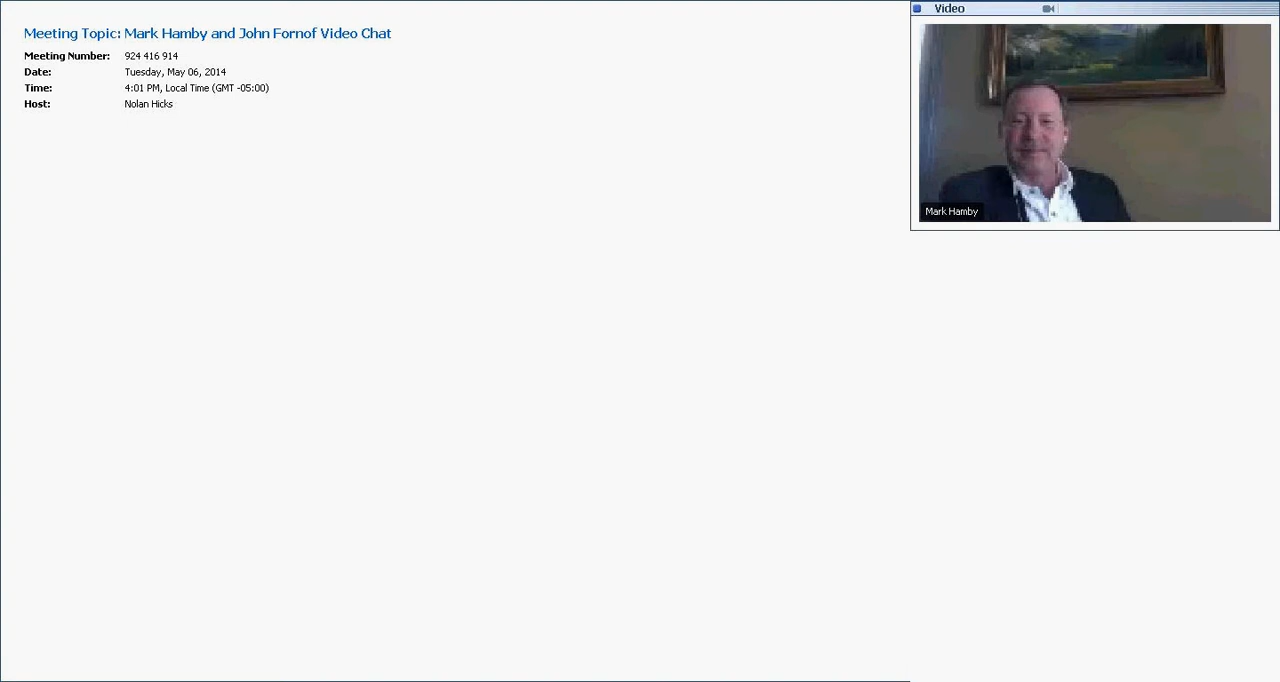 Meeting Topic: Mark Hamby and John Fornof Video Chat
Meeting Number: 924 416 914
Date: Tuesday, May 06, 2014
Time: 4:01 PM, Local Time (GMT -05:00)
Host: Nolan Hicks
Video
Mark Hamby